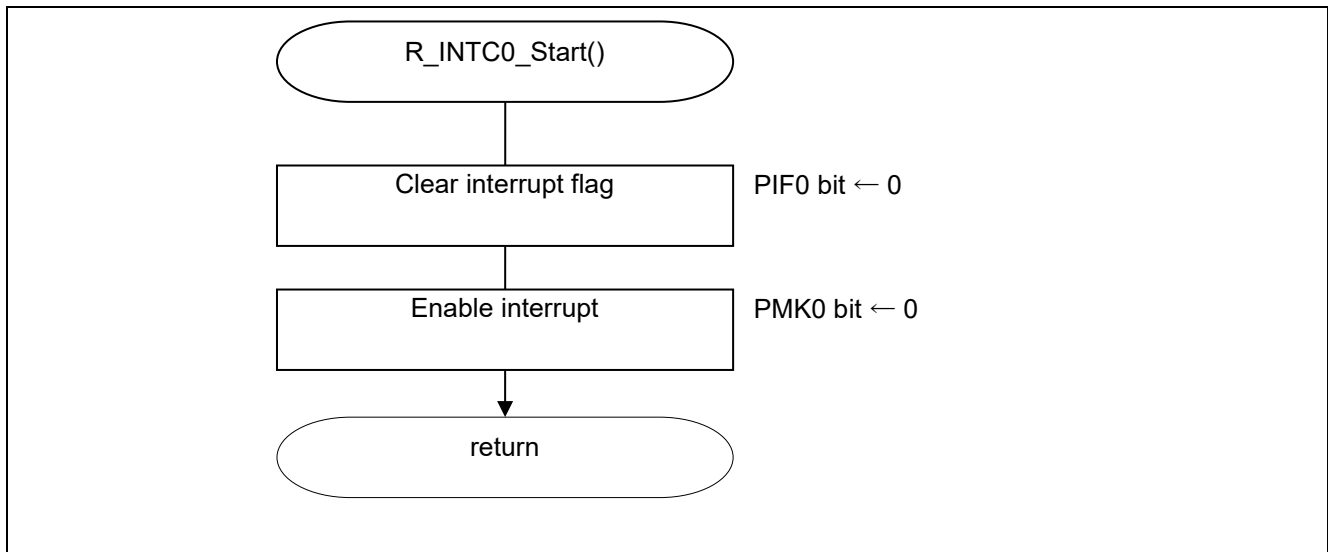 R_INTC0_Start()
Clear interrupt flag
PIF0 bit ← 0
Enable interrupt
PMK0 bit ← 0
return